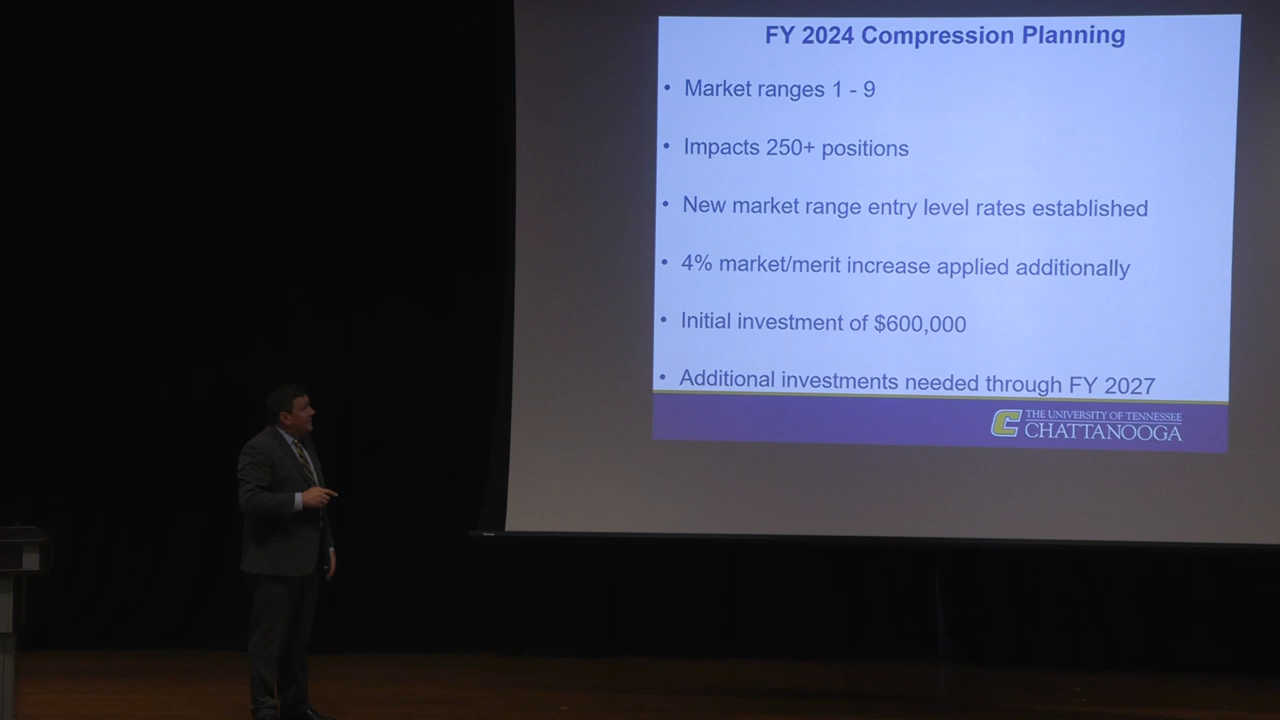 FY 2024 Compression Planning
• Market ranges 1 - 9
• Impacts 250+ positions
• New market range entry level rates established
• 4% market/merit increase applied additionally
• Initial investment of $600,000
• Additional investments needed through FY 2027
C THE UNIVERSITY OF TENNESSEE
CHATTANOOGA